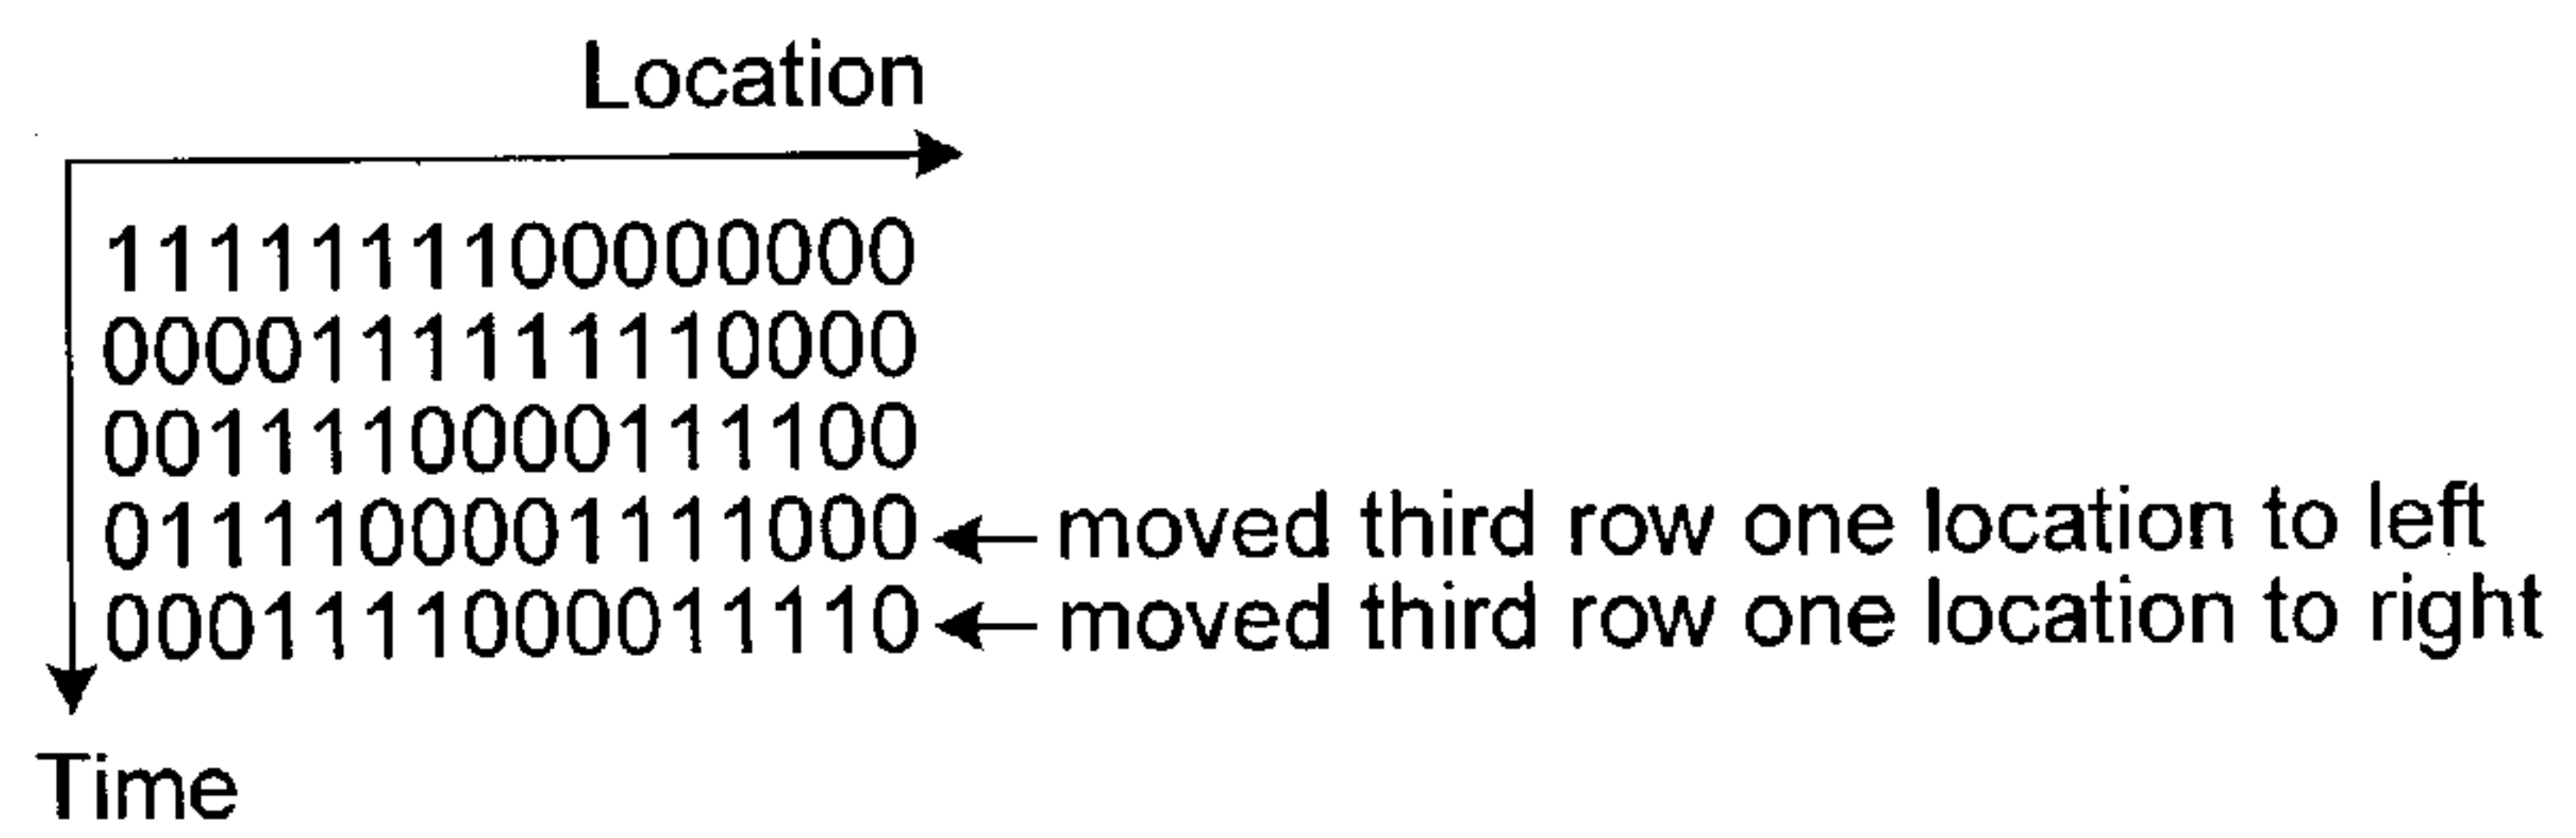 Location
1111111100000000
0000111111110000
0011110000111100
0111100001111000 moved third row one location to left
0001111000011110 moved third row one location to right
Time